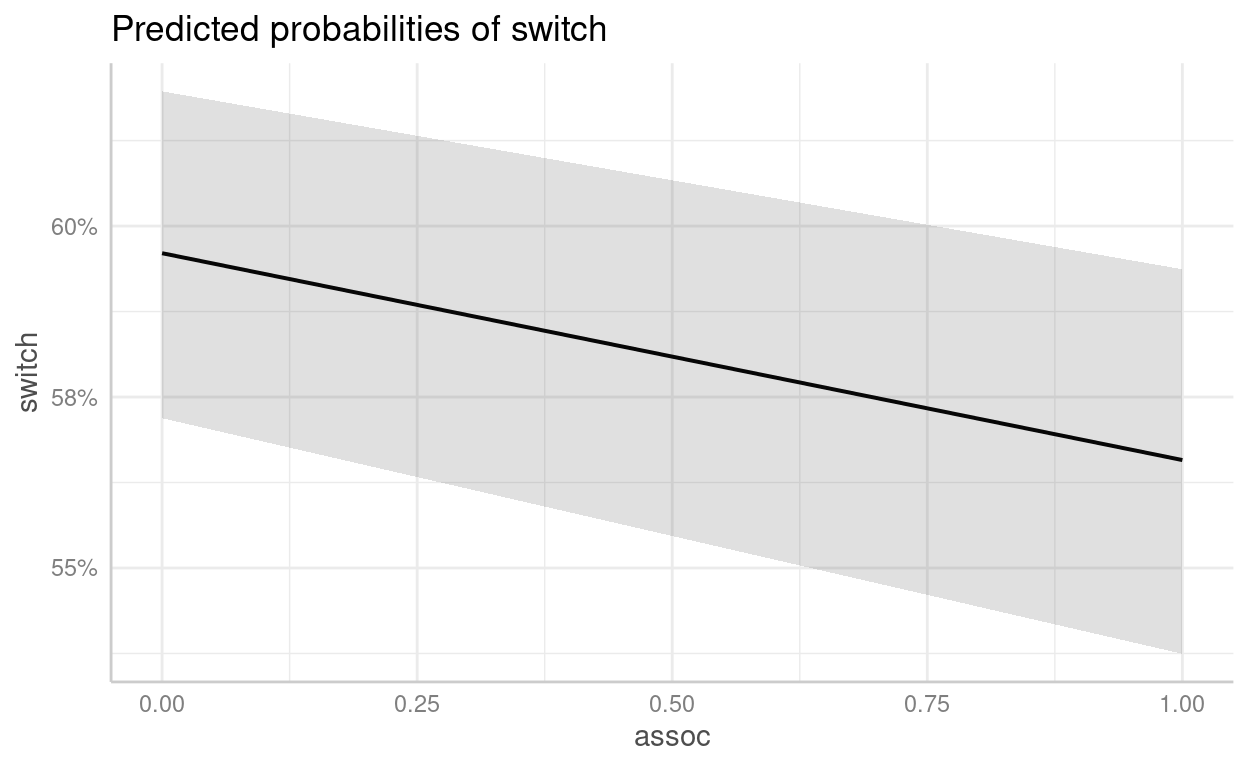 Predicted probabilities of switch
60%
58%
55%
switch
0.00 0.25 0.50 0.75 1.00
assoc